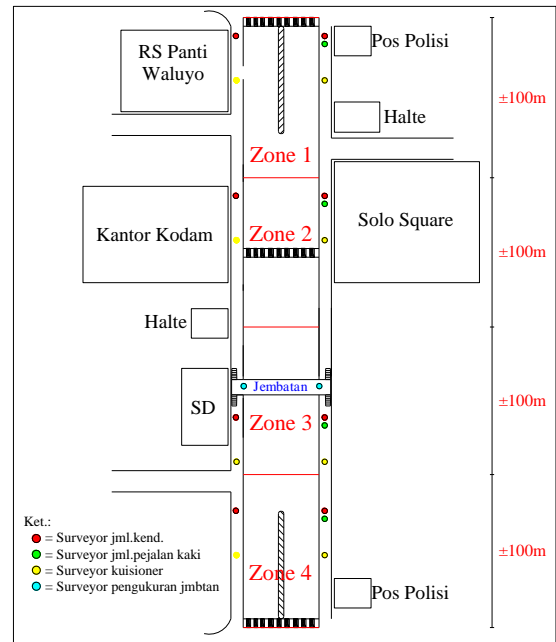 RS Panti
Waluyo
Pos Polisi
±100m
Halte
Zone 1
Kantor Kodam
Zone 2
Solo Square
±100m
Halte
Jembatan
SD
Zone 3
±100m
Ket.:
= Surveyor jml.kend.
= Surveyor jml.pejalan kaki
= Surveyor kuisioner
= Surveyor pengukuran jmbtan
Zone 4
±100m
Pos Polisi